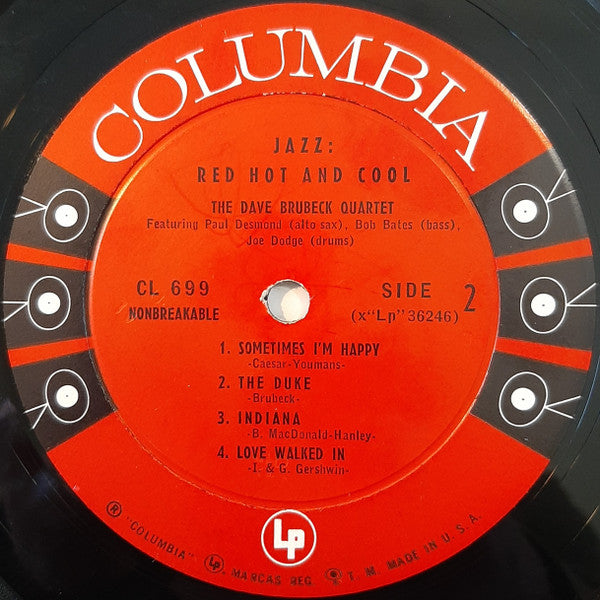 COLUMBIA
JAZZ:
RED HOT AND COOL
THE DAVE BRUBECK QUARTET
Featuring Paul Desmond (alto sax), Bob Bates (bass),
Joe Dodge (drums)
CL 699
NONBREAKABLE
SIDE 2
(x"Lp"36246)
1. SOMETIMES I'M HAPPY
-Caesar-Youmans-
2. THE DUKE
-Brubeck-
3. INDIANA
-B. MacDonald-Hanley-
4. LOVE WALKED IN
-I. & G. Gershwin-
Lp
® "COLUMBIA" Lp, MARCAS REG. T M MADE IN U.S.A.